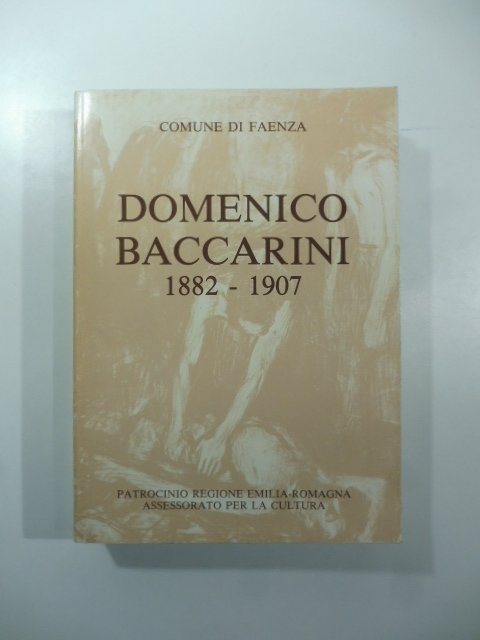 COMUNE DI FAENZA
DOMENICO
BACCARINI
1882 - 1907
PATROCINIO REGIONE EMILIA-ROMAGNA
ASSESSORATO PER LA CULTURA